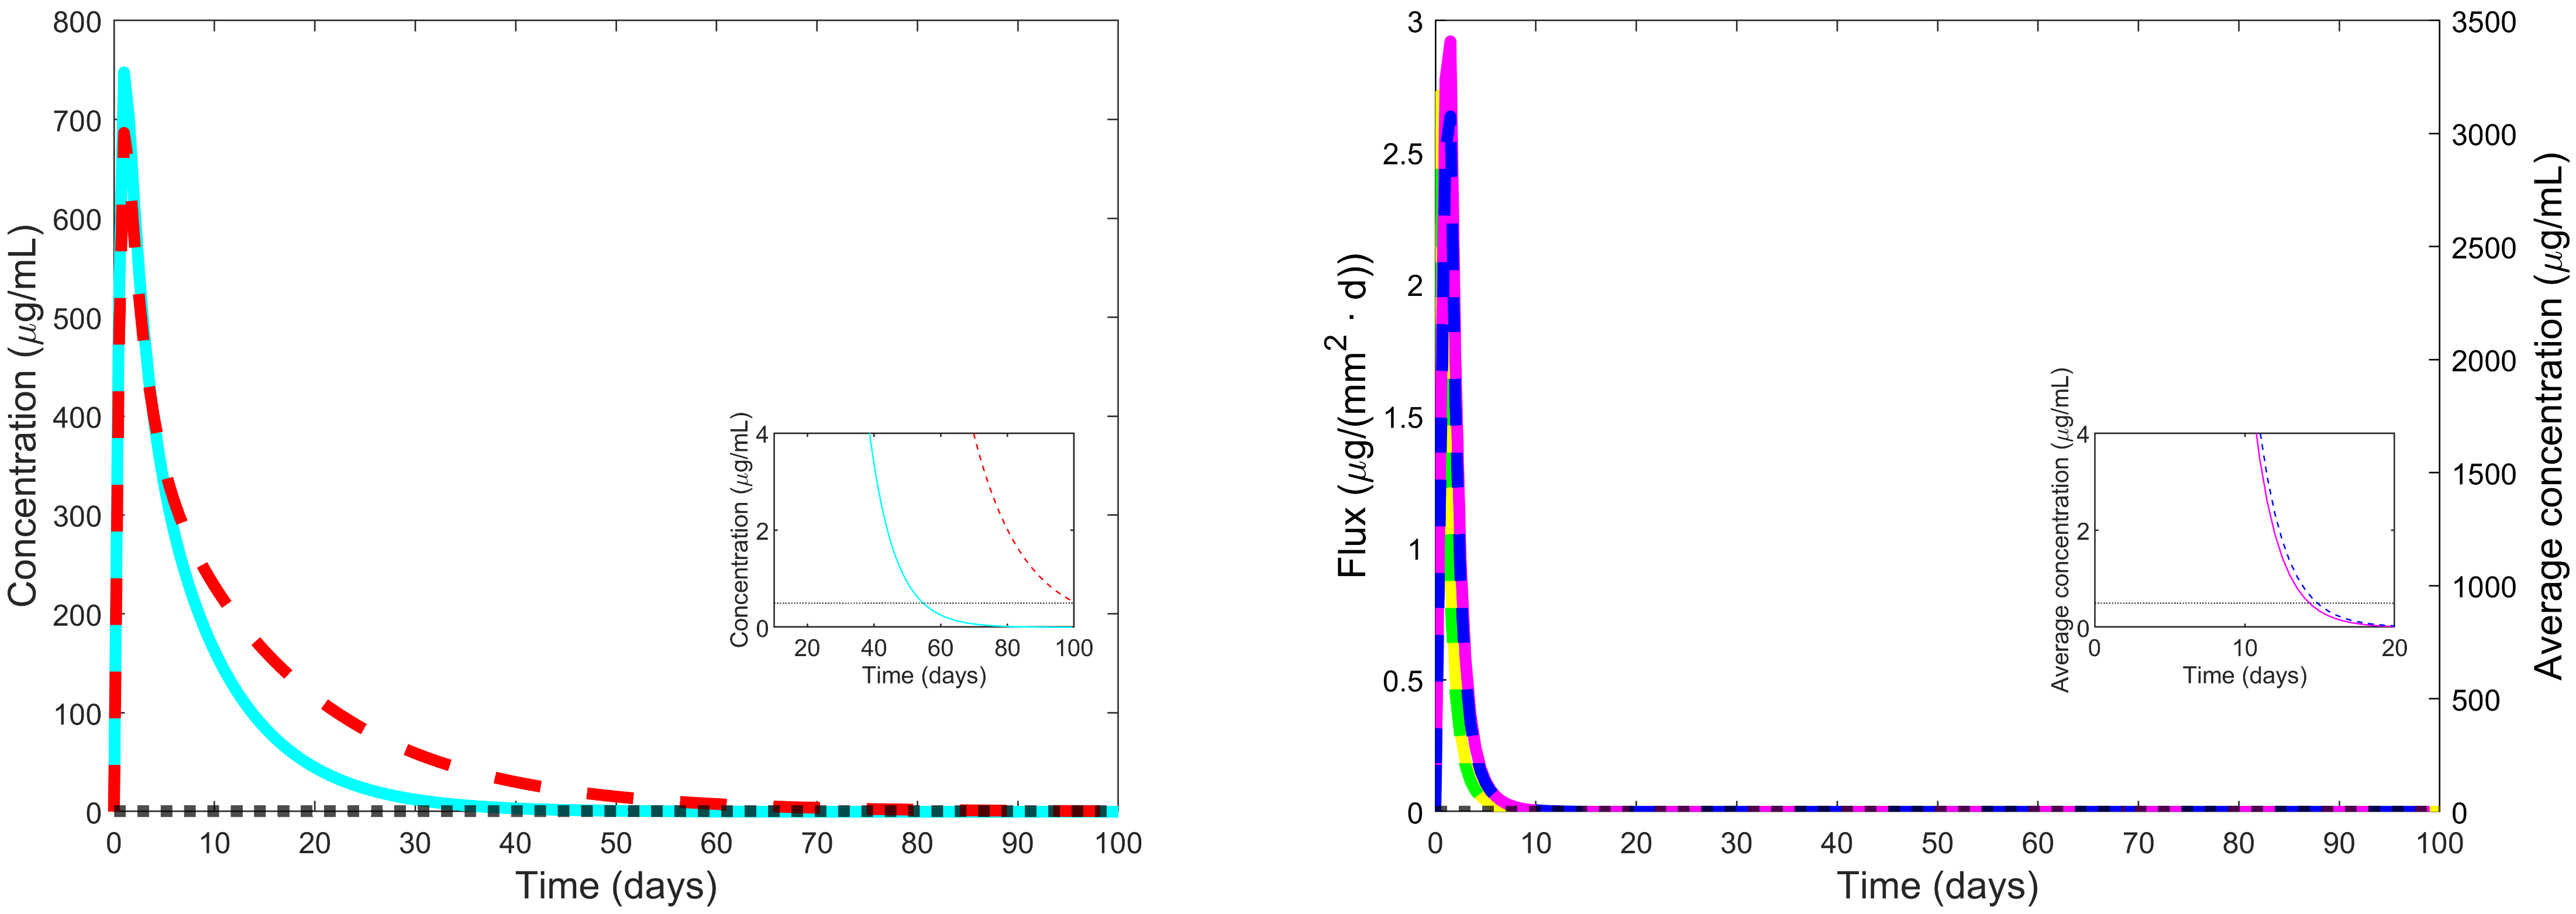 800
700
600
500
400
300
200
100
0
Concentration (μg/mL)
0 10 20 30 40 50 60 70 80 90 100
Time (days)
4
2
0
Concentration (μg/mL)
20 40 60 80 100
Time (days)
3
2.5
2
1.5
1
0.5
0
Flux (μg/(mm² · d))
0 10 20 30 40 50 60 70 80 90 100
Time (days)
3500
3000
2500
2000
1500
1000
500
0
Average concentration (μg/mL)
4
2
0
Average concentration (μg/mL)
0 10 20
Time (days)